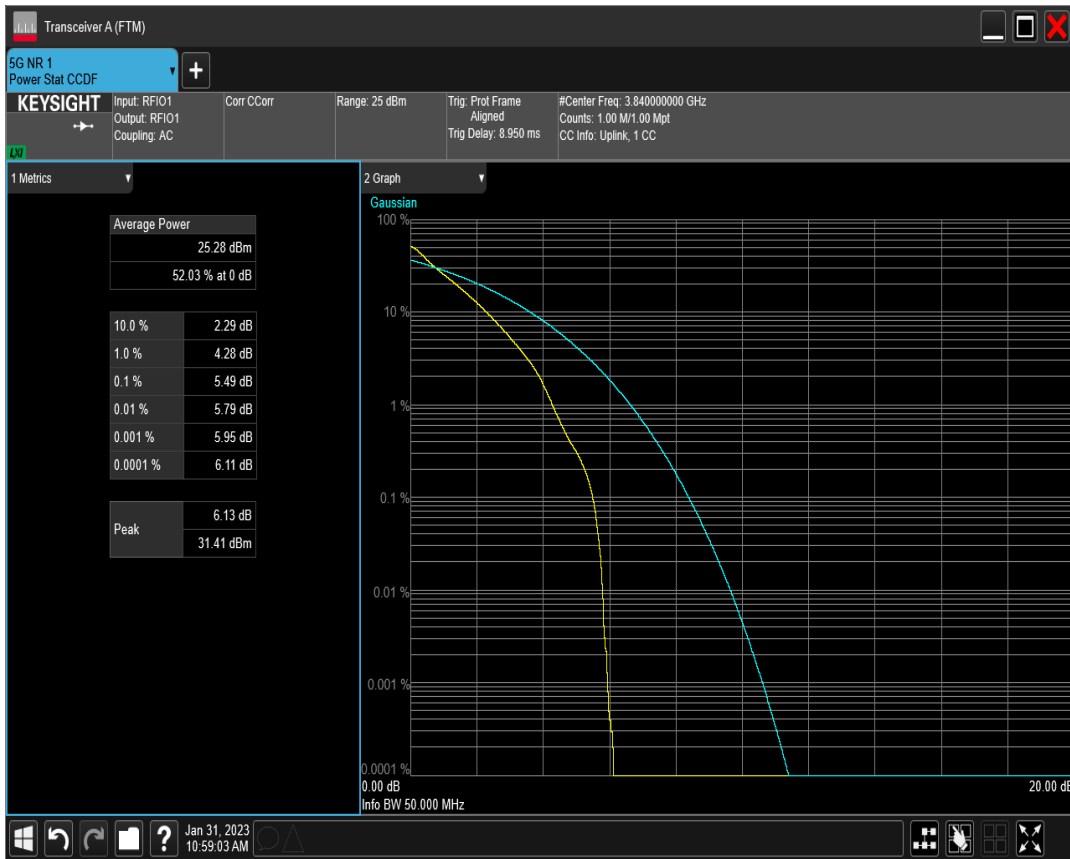 Transceiver A (FTM)
5G NR 1
Power Stat CCDF
KEYSIGHT
LXI
Input: RFIO1
Output: RFIO1
Coupling: AC
Corr CCorr
Range: 25 dBm
Trig: Prot Frame
Aligned
Trig Delay: 8.950 ms
#Center Freq: 3.840000000 GHz
Counts: 1.00 M/1.00 Mpt
CC Info: Uplink, 1 CC
1 Metrics
Average Power
25.28 dBm
52.03 % at 0 dB
10.0 % 2.29 dB
1.0 % 4.28 dB
0.1 % 5.49 dB
0.01 % 5.79 dB
0.001 % 5.95 dB
0.0001 % 6.11 dB
Peak 6.13 dB
31.41 dBm
2 Graph
Gaussian
100 %
10 %
1 %
0.1 %
0.01 %
0.001 %
0.0001 %
0.00 dB 20.00 dB
Info BW 50.000 MHz
Jan 31, 2023
10:59:03 AM